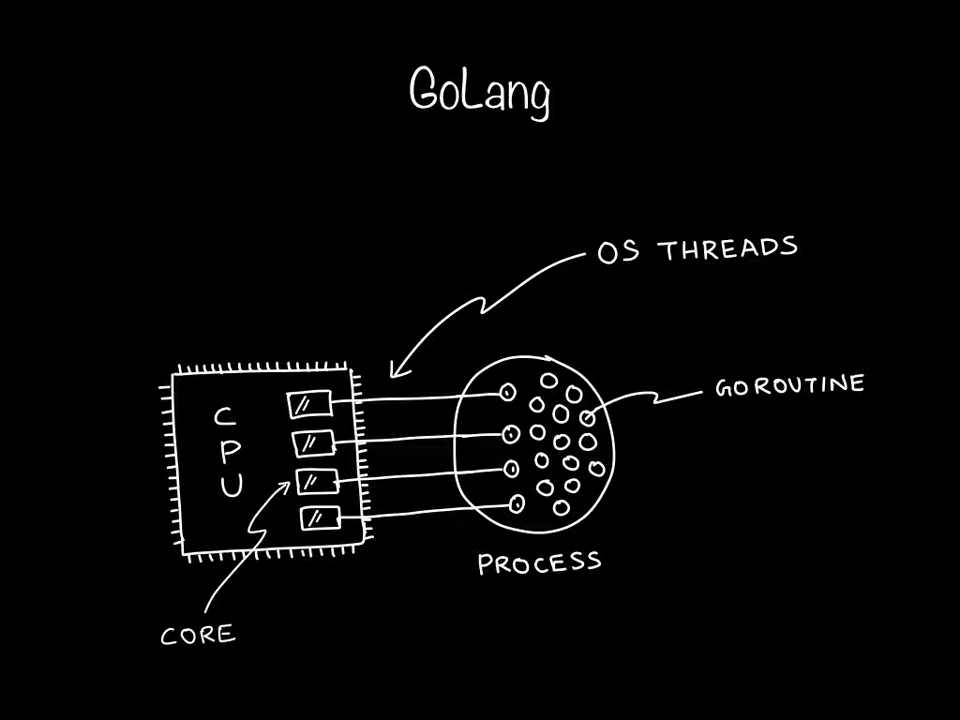 GoLang
OS THREADS
GOROUTINE
C
P
U
PROCESS
CORE